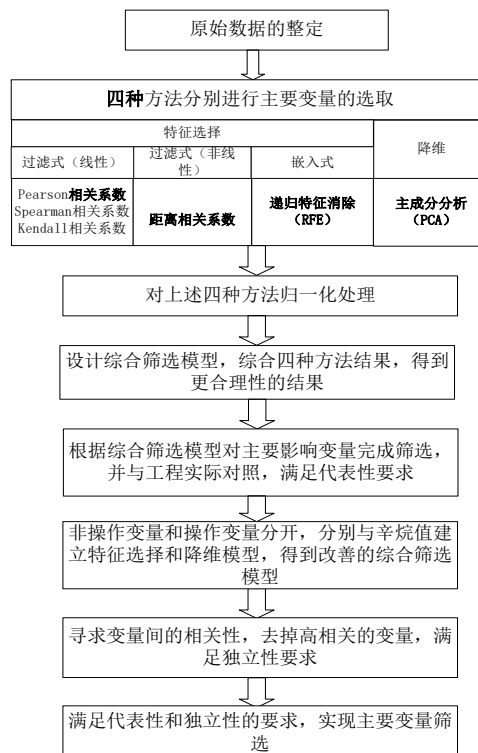 原始数据的整定
四种方法分别进行主要变量的选取
特征选择
降维
过滤式（线性）
过滤式（非线
性）
嵌入式
Pearson相关系数
Spearman相关系数
Kendall相关系数
距离相关系数
递归特征消除
（RFE）
主成分分析
（PCA）
对上述四种方法归一化处理
设计综合筛选模型，综合四种方法结果，得到
更合理性的结果
根据综合筛选模型对主要影响变量完成筛选，
并与工程实际对照，满足代表性要求
非操作变量和操作变量分开，分别与辛烷值建
立特征选择和降维模型，得到改善的综合筛选
模型
寻求变量间的相关性，去掉高相关的变量，满
足独立性要求
满足代表性和独立性的要求，实现主要变量筛
选